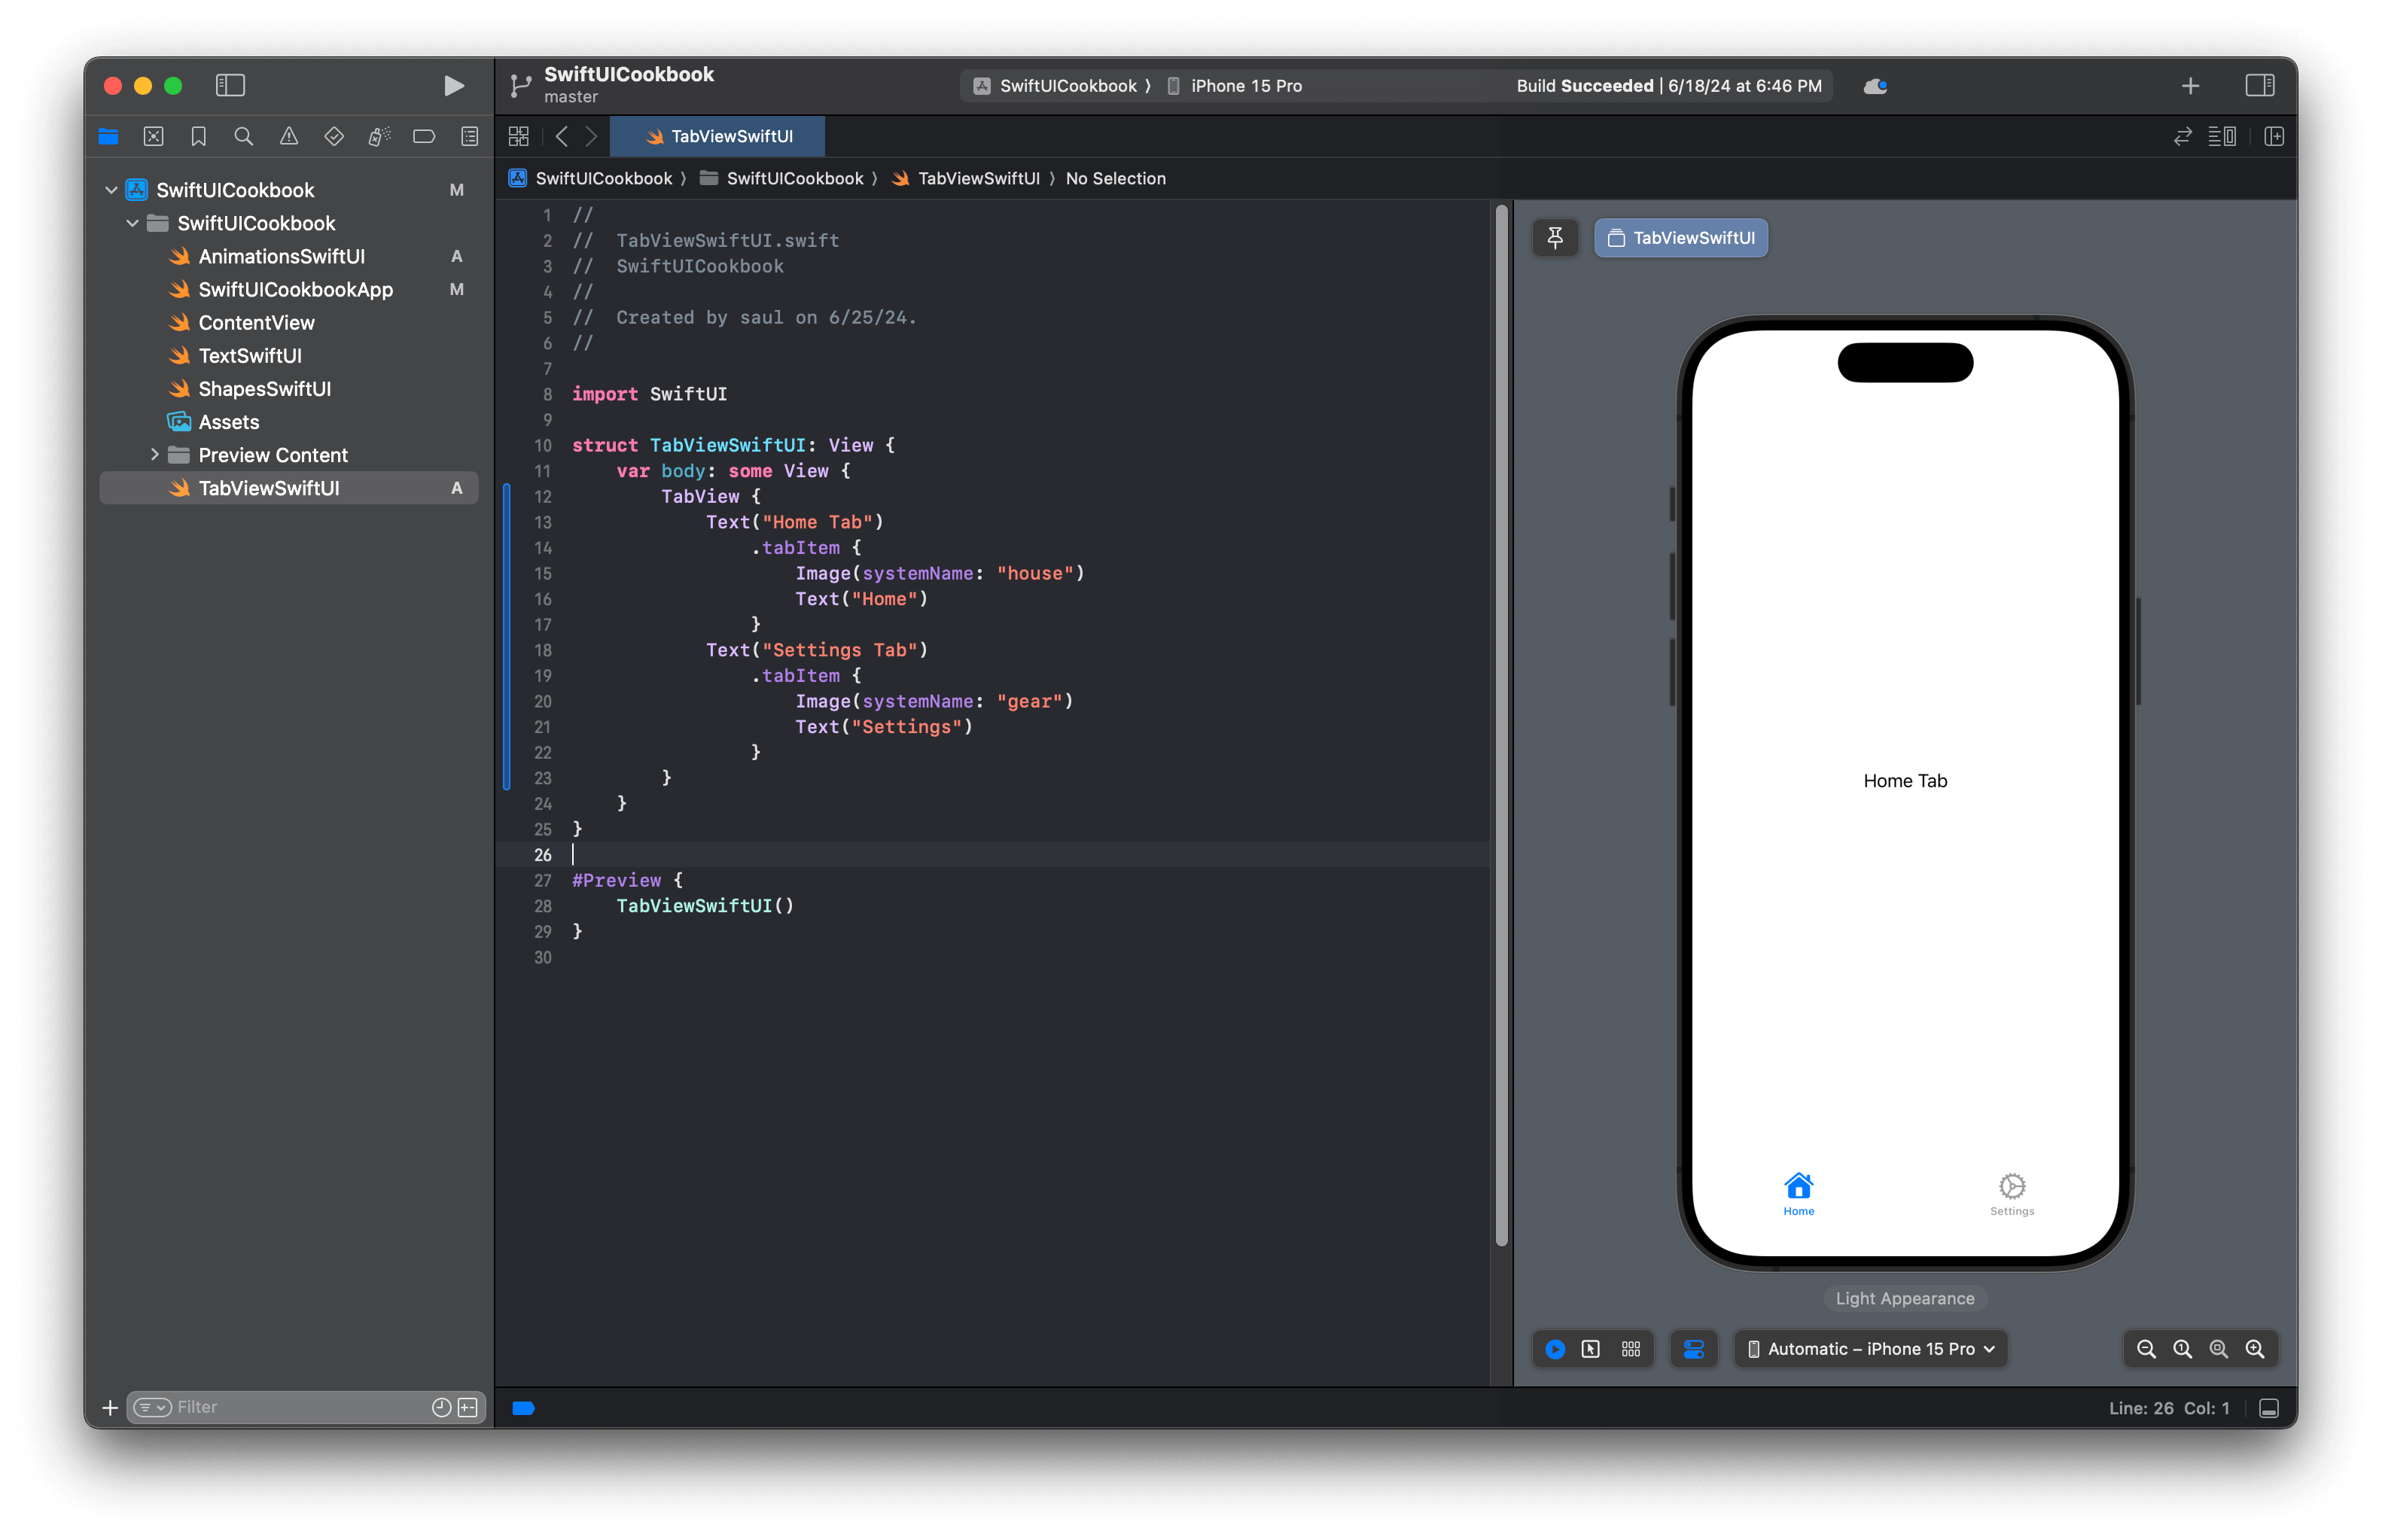 SwiftUICookbook
master
SwiftUICookbook ⟩ iPhone 15 Pro
Build Succeeded | 6/18/24 at 6:46 PM
TabViewSwiftUI
SwiftUICookbook M
SwiftUICookbook
AnimationsSwiftUI A
SwiftUICookbookApp M
ContentView
TextSwiftUI
ShapesSwiftUI
Assets
Preview Content
TabViewSwiftUI A
Filter
SwiftUICookbook ⟩ SwiftUICookbook ⟩ TabViewSwiftUI ⟩ No Selection
1 //
2 //  TabViewSwiftUI.swift
3 //  SwiftUICookbook
4 //
5 //  Created by saul on 6/25/24.
6 //
7
8 import SwiftUI
9
10 struct TabViewSwiftUI: View {
11     var body: some View {
12         TabView {
13             Text("Home Tab")
14                 .tabItem {
15                     Image(systemName: "house")
16                     Text("Home")
17                 }
18             Text("Settings Tab")
19                 .tabItem {
20                     Image(systemName: "gear")
21                     Text("Settings")
22                 }
23         }
24     }
25 }
26
27 #Preview {
28     TabViewSwiftUI()
29 }
30
TabViewSwiftUI
Home Tab
Home
Settings
Light Appearance
Automatic – iPhone 15 Pro
Line: 26 Col: 1